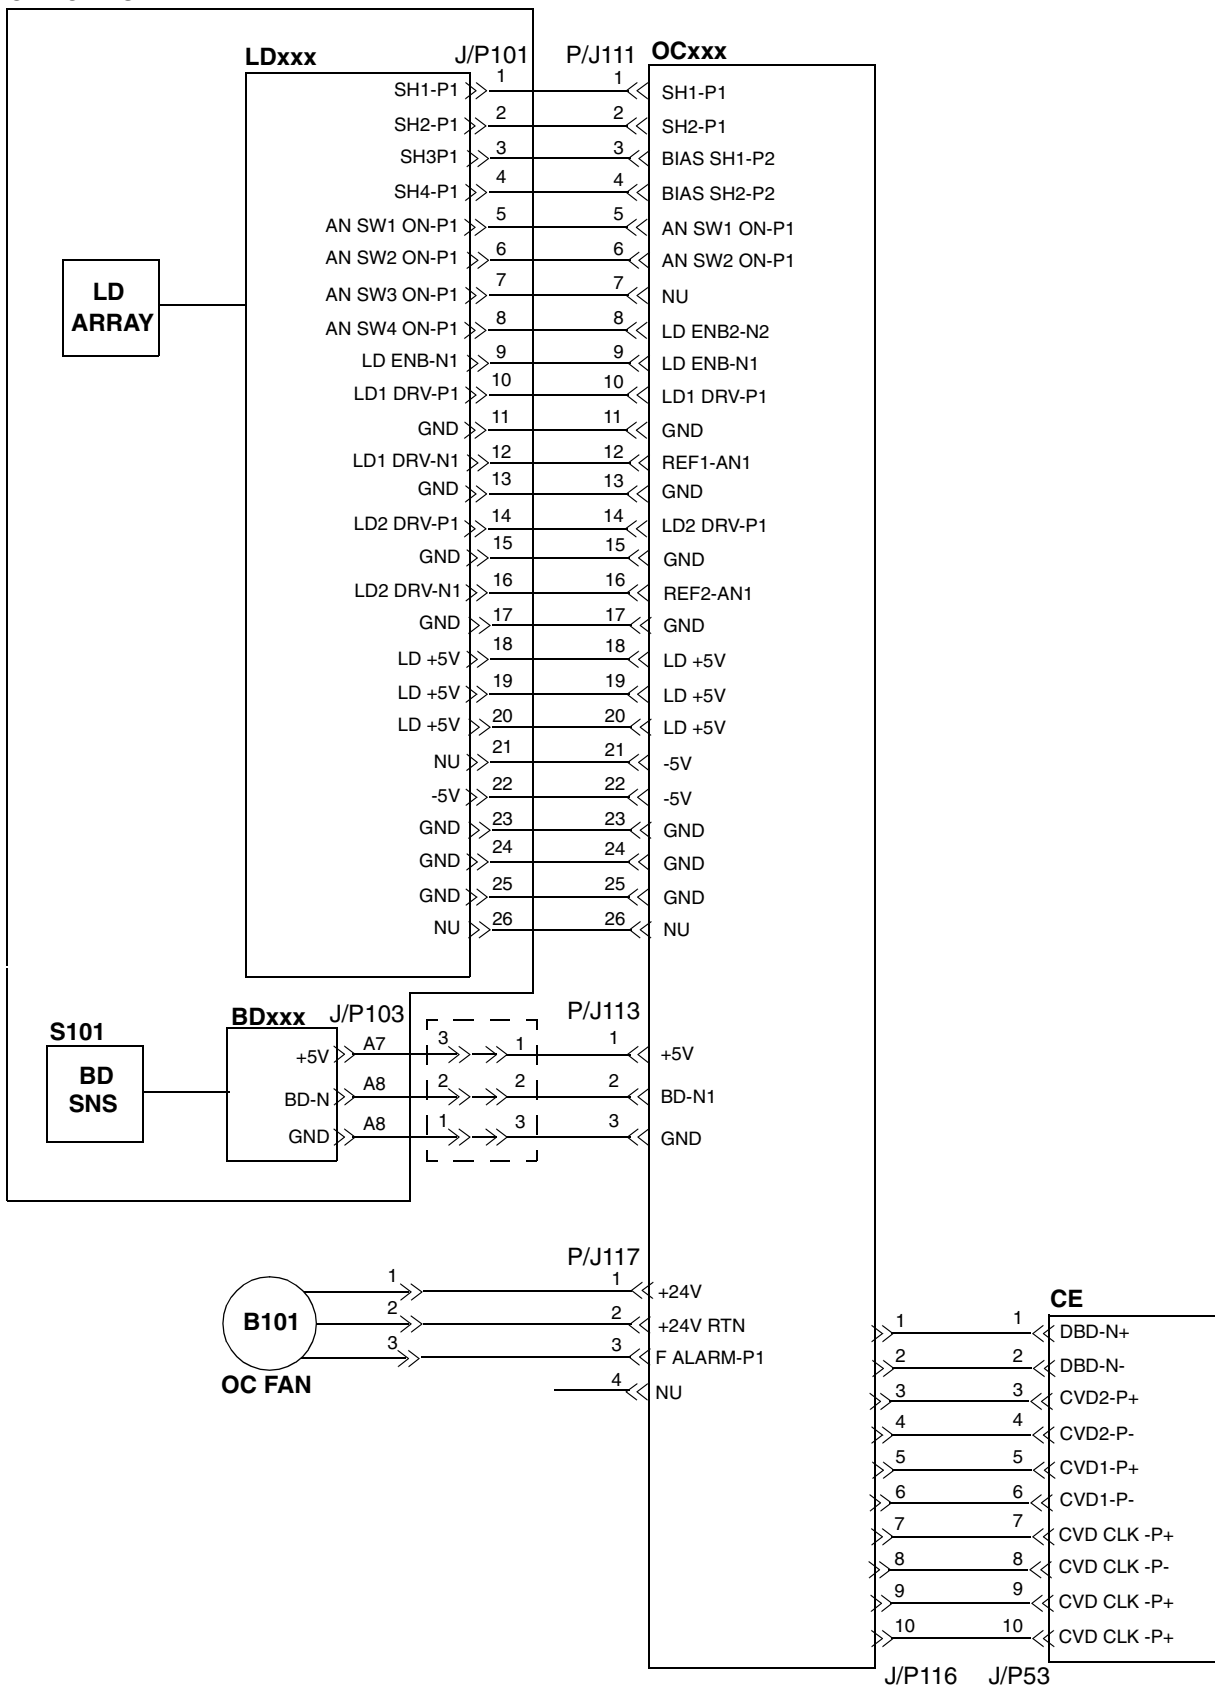 LDxxx J/P101 P/J111 OCxxx
SH1-P1 1 1 SH1-P1
SH2-P1 2 2 SH2-P1
SH3P1 3 3 BIAS SH1-P2
SH4-P1 4 4 BIAS SH2-P2
AN SW1 ON-P1 5 5 AN SW1 ON-P1
AN SW2 ON-P1 6 6 AN SW2 ON-P1
AN SW3 ON-P1 7 7 NU
AN SW4 ON-P1 8 8 LD ENB2-N2
LD ENB-N1 9 9 LD ENB-N1
LD1 DRV-P1 10 10 LD1 DRV-P1
GND 11 11 GND
LD1 DRV-N1 12 12 REF1-AN1
GND 13 13 GND
LD2 DRV-P1 14 14 LD2 DRV-P1
GND 15 15 GND
LD2 DRV-N1 16 16 REF2-AN1
GND 17 17 GND
LD +5V 18 18 LD +5V
LD +5V 19 19 LD +5V
LD +5V 20 20 LD +5V
NU 21 21 -5V
-5V 22 22 -5V
GND 23 23 GND
GND 24 24 GND
GND 25 25 GND
NU 26 26 NU
LD
ARRAY
S101
BD
SNS
BDxxx J/P103 P/J113
+5V A7 3 1 1 +5V
BD-N A8 2 2 2 BD-N1
GND A8 1 3 3 GND
P/J117
1 1 +24V
2 2 +24V RTN
3 3 F ALARM-P1
4 NU
B101
OC FAN
CE
1 1 DBD-N+
2 2 DBD-N-
3 3 CVD2-P+
4 4 CVD2-P-
5 5 CVD1-P+
6 6 CVD1-P-
7 7 CVD CLK -P+
8 8 CVD CLK -P-
9 9 CVD CLK -P+
10 10 CVD CLK -P+
J/P116 J/P53